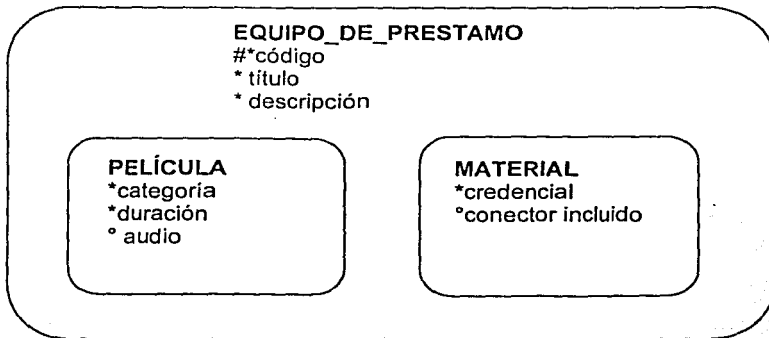 EQUIPO_DE_PRESTAMO
#*código
* título
* descripción
PELÍCULA
*categoría
*duración
° audio
MATERIAL
*credencial
°conector incluido